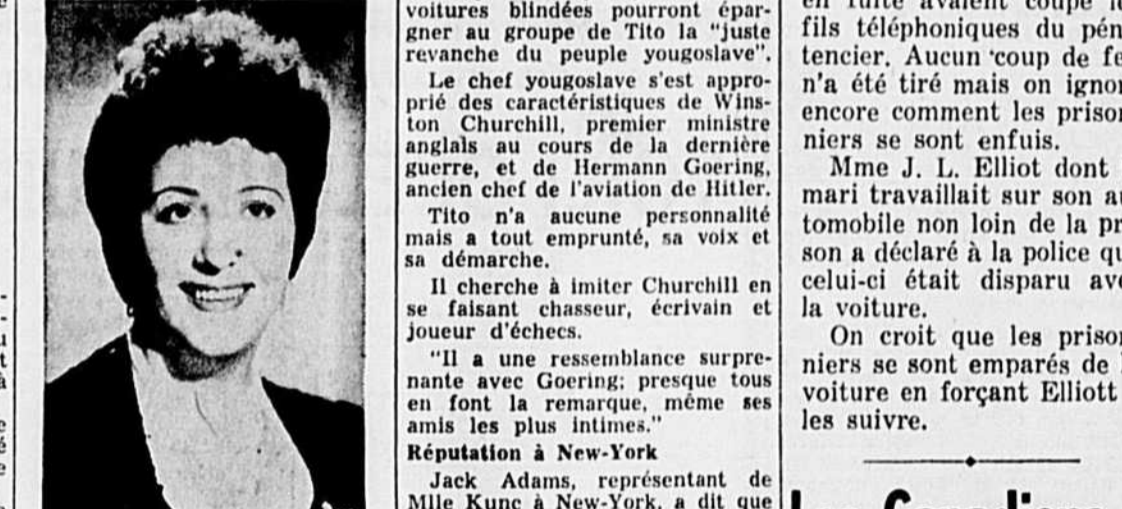 voitures blindées pourront épar-
gner au groupe de Tito la "juste
revanche du peuple yougoslave".
Le chef yougoslave s'est appro-
prié des caractéristiques de Wins-
ton Churchill, premier ministre
anglais au cours de la dernière
guerre, et de Hermann Goering,
ancien chef de l'aviation de Hitler.
Tito n'a aucune personnalité
mais a tout emprunté, sa voix et
sa démarche.
Il cherche à imiter Churchill en
se faisant chasseur, écrivain et
joueur d'échecs.
"Il a une ressemblance surpre-
nante avec Goering: presque tous
en font la remarque, même ses
amis les plus intimes."
Réputation à New-York
Jack Adams, représentant de
Mlle Kunc à New-York, a dit que
en fuite avaient coupé
fils téléphoniques du pén
tencier. Aucun coup de fe
n'a été tiré mais on ignor
encore comment les prison
niers se sont enfuis.
Mme J. L. Elliot dont
mari travaillait sur son au
tomobile non loin de la pr
son a déclaré à la police qu
celui-ci était disparu ave
la voiture.
On croit que les prison
niers se sont emparés de
voiture en forçant Elliott
les suivre.